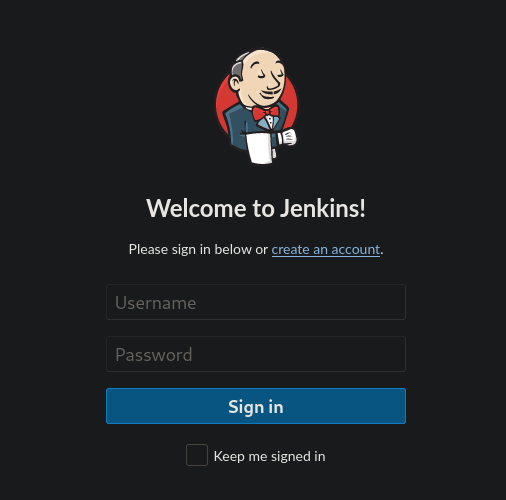 Welcome to Jenkins!
Please sign in below or create an account.
Username
Password
Sign in
Keep me signed in